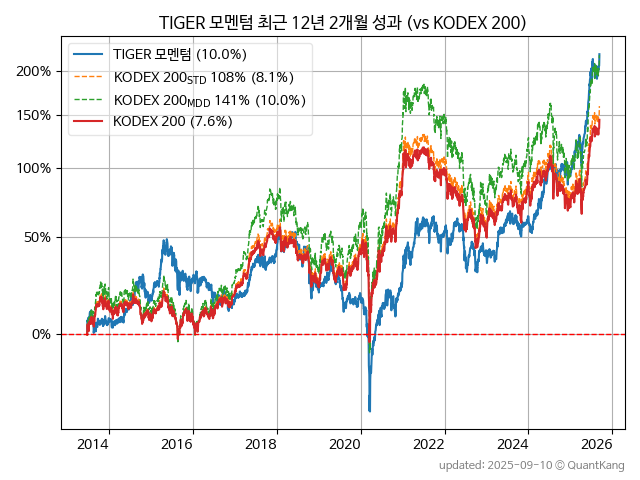 TIGER 모멘텀 최근 12년 2개월 성과 (vs KODEX 200)
TIGER 모멘텀 (10.0%)
KODEX 200STD 108% (8.1%)
KODEX 200MDD 141% (10.0%)
KODEX 200 (7.6%)
200%
150%
100%
50%
0%
2014 2016 2018 2020 2022 2024 2026
updated: 2025-09-10 © QuantKang